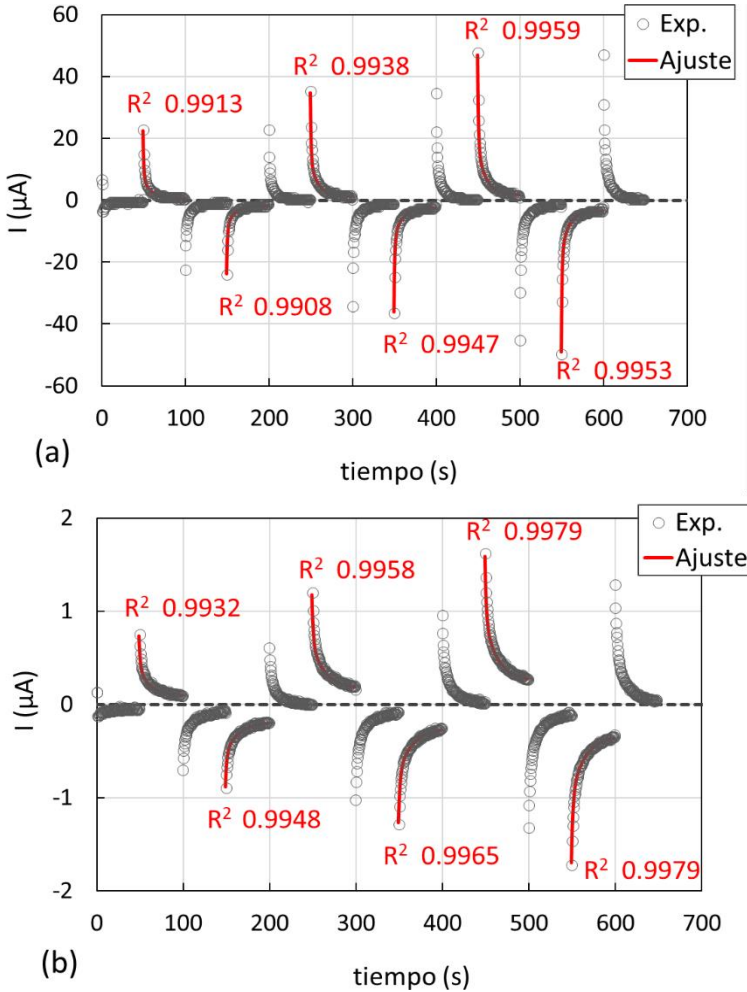 60
40
20
0
-20
-40
-60
I (µA)
R² 0.9913
R² 0.9938
R² 0.9959
R² 0.9908
R² 0.9947
R² 0.9953
Exp.
Ajuste
0 100 200 300 400 500 600 700
(a)
tiempo (s)
2
1
0
-1
-2
I (µA)
R² 0.9932
R² 0.9958
R² 0.9979
R² 0.9948
R² 0.9965
R² 0.9979
Exp.
Ajuste
0 100 200 300 400 500 600 700
(b)
tiempo (s)